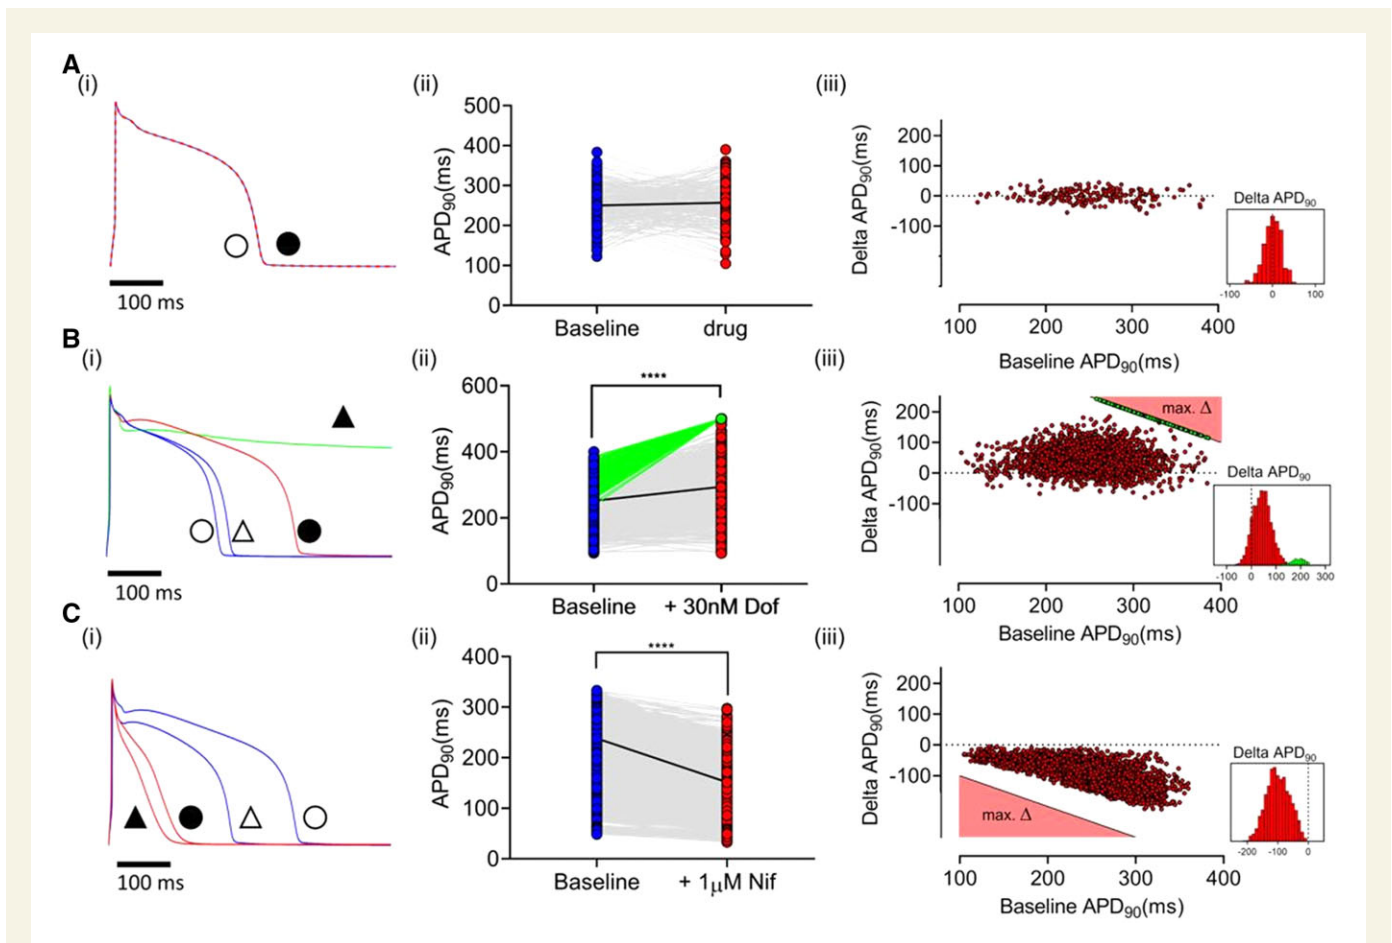 A
(i)
100 ms
(ii)
APD90(ms)
500
400
300
200
100
0
Baseline
drug
(iii)
Delta APD90(ms)
200
100
0
-100
100
200
300
400
Baseline APD90(ms)
Delta APD90
-100
0
100
B
(i)
100 ms
(ii)
APD90(ms)
600
400
200
0
****
Baseline
+ 30nM Dof
(iii)
Delta APD90(ms)
200
100
0
-100
max. Δ
100
200
300
400
Baseline APD90(ms)
Delta APD90
-100
0
100
200
300
C
(i)
100 ms
(ii)
APD90(ms)
400
300
200
100
0
****
Baseline
+ 1μM Nif
(iii)
Delta APD90(ms)
200
100
0
-100
max. Δ
100
200
300
400
Baseline APD90(ms)
Delta APD90
-200
-100
0